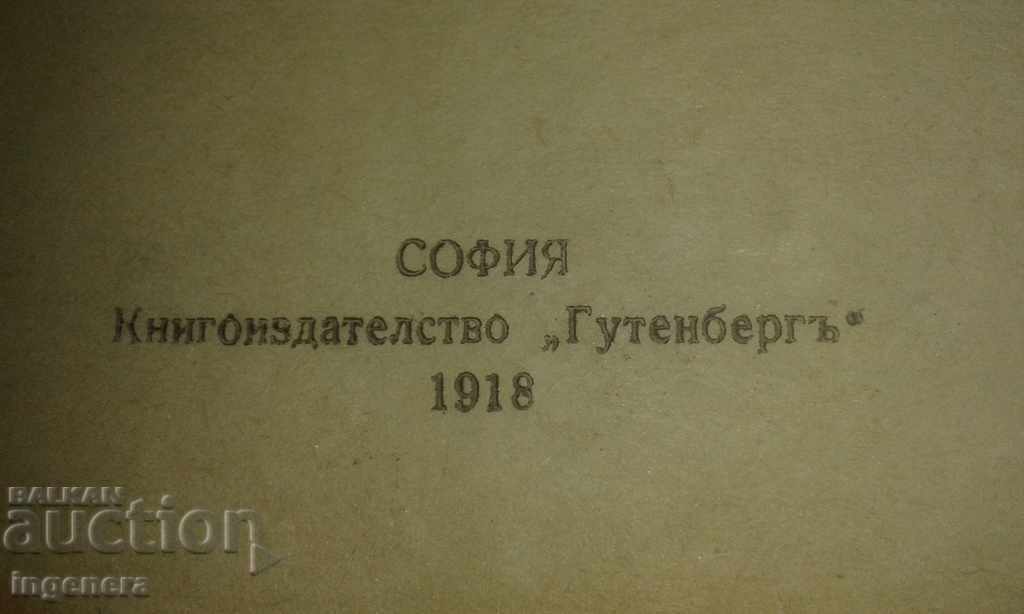 СОФИЯ
Книгоиздателство „Гутенбергъ“
1918
BALKAN
auction
ingenera